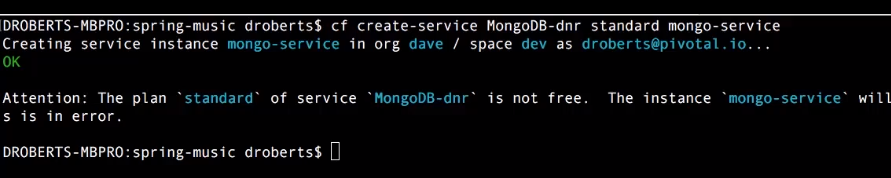 DROBERTS-MBPRO:spring-music droberts$ cf create-service MongoDB-dnr standard mongo-service
Creating service instance mongo-service in org dave / space dev as droberts@pivotal.io...
OK
Attention: The plan `standard` of service `MongoDB-dnr` is not free.  The instance `mongo-service` will
s is in error.
DROBERTS-MBPRO:spring-music droberts$